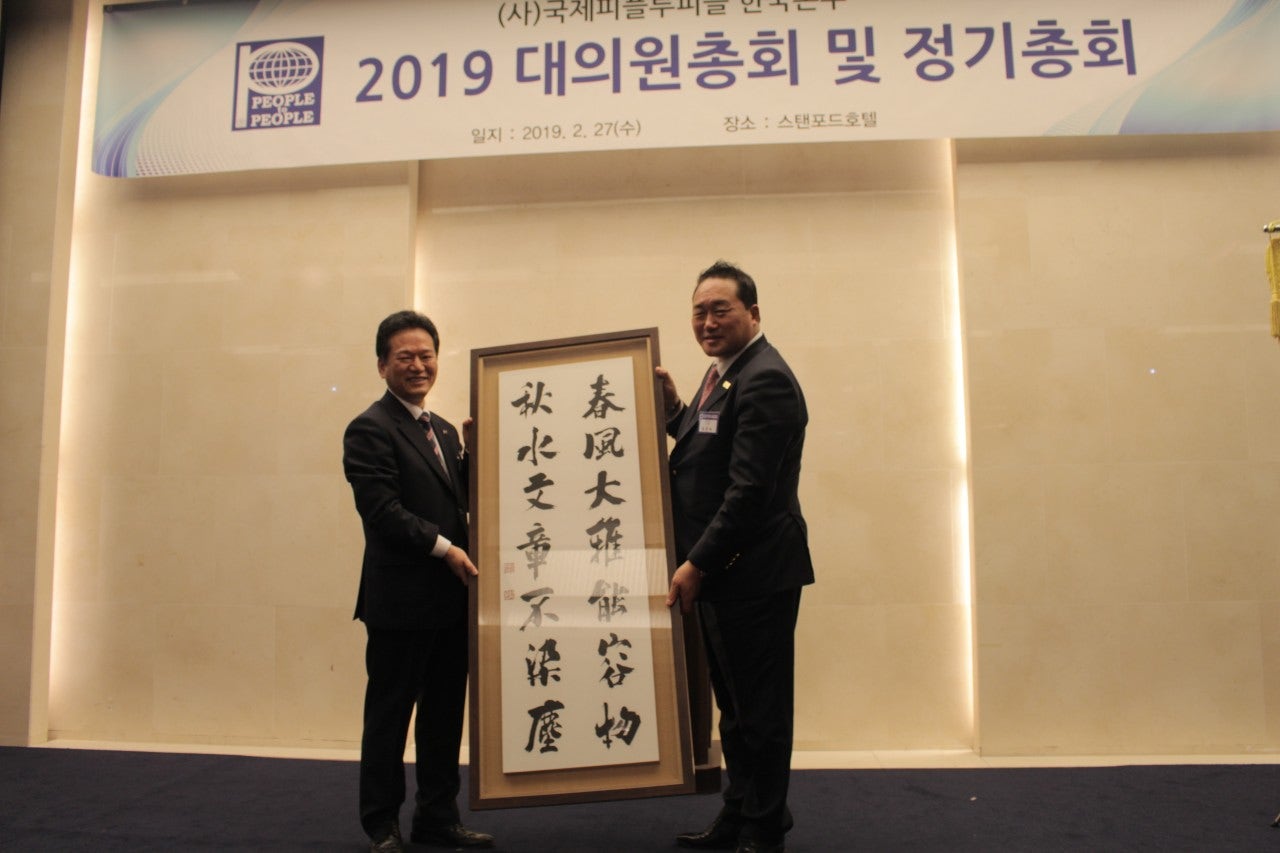 (사)국제피플투피플 한국본부
PEOPLE
to
PEOPLE
2019 대의원총회 및 정기총회
일지 : 2019. 2. 27(수)
장소 : 스탠포드호텔
春風大雅能容物
秋水文章不染塵